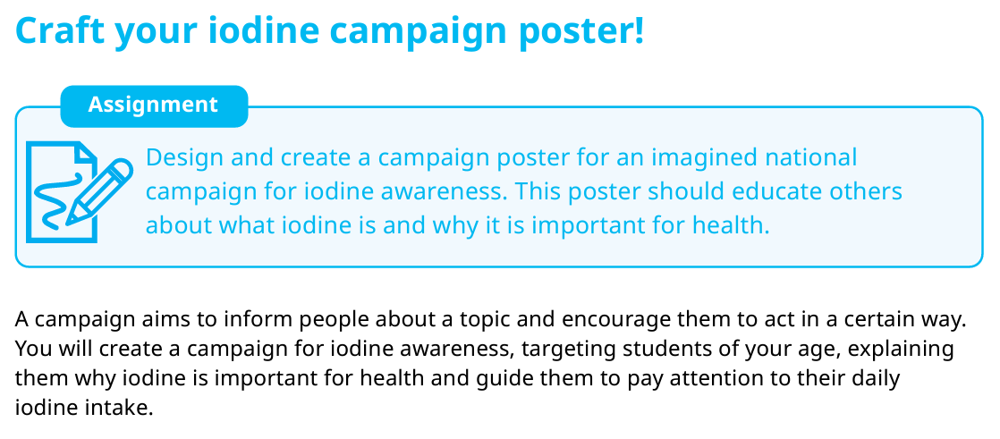 Craft your iodine campaign poster!
Assignment
Design and create a campaign poster for an imagined national
campaign for iodine awareness. This poster should educate others
about what iodine is and why it is important for health.
A campaign aims to inform people about a topic and encourage them to act in a certain way.
You will create a campaign for iodine awareness, targeting students of your age, explaining
them why iodine is important for health and guide them to pay attention to their daily
iodine intake.